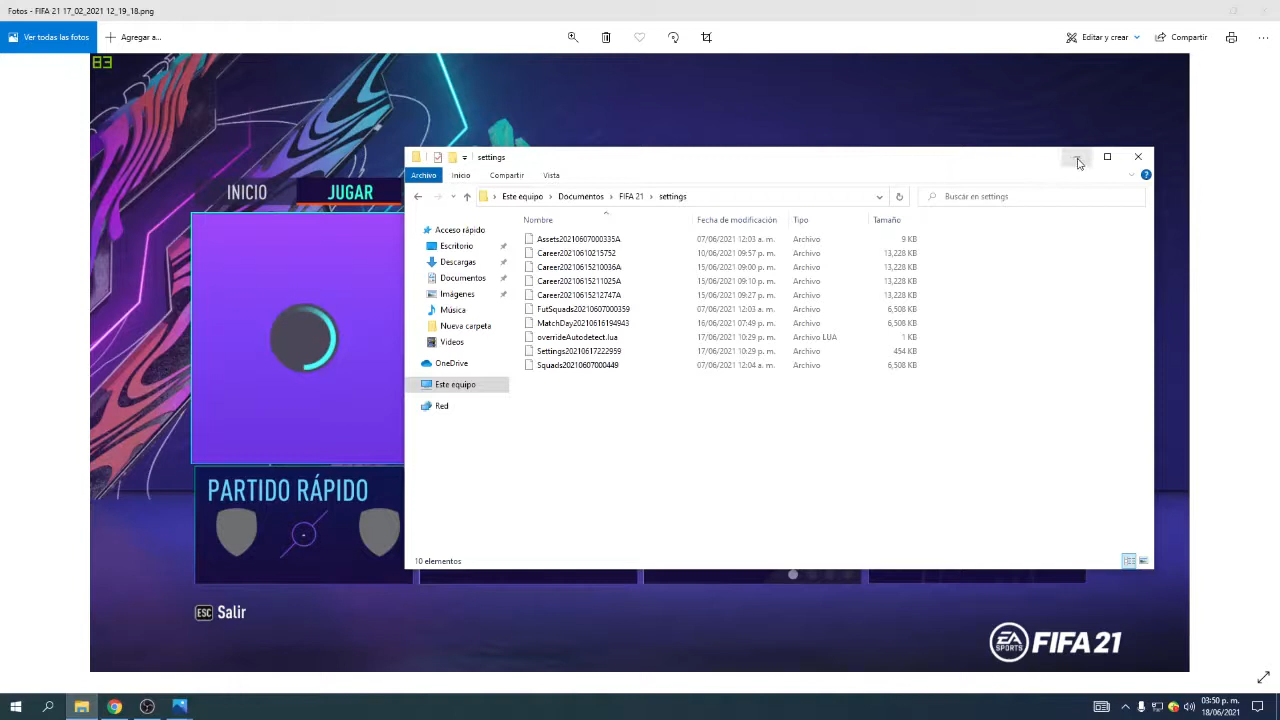 Fotos - FIFA 21 17_02_2021 12_19_18.png
Ver todas las fotos
Agregar a...
Editar y crear
Compartir
83
INICIO
JUGAR
settings
Archivo
Inicio
Compartir
Vista
Este equipo > Documentos > FIFA 21 > settings
Buscar en settings
Nombre Fecha de modificación Tipo Tamaño
Acceso rápido
Escritorio
Descargas
Documentos
Imágenes
Música
Nueva carpeta
Videos
OneDrive
Este equipo
Red
Assets20210607000335A 07/06/2021 12:03 a. m. Archivo 9 KB
Career20210610215752 10/06/2021 09:57 p. m. Archivo 13,228 KB
Career20210615210036A 15/06/2021 09:00 p. m. Archivo 13,228 KB
Career20210615211025A 15/06/2021 09:10 p. m. Archivo 13,228 KB
Career20210615212747A 15/06/2021 09:27 p. m. Archivo 13,228 KB
FutSquads20210607000359 07/06/2021 12:03 a. m. Archivo 6,508 KB
MatchDay20210616194943 16/06/2021 07:49 p. m. Archivo 6,508 KB
overrideAutodetect.lua 17/06/2021 10:29 p. m. Archivo LUA 1 KB
Settings20210617222959 17/06/2021 10:29 p. m. Archivo 454 KB
Squads20210607000449 07/06/2021 12:04 a. m. Archivo 6,508 KB
10 elementos
PARTIDO RÁPIDO
ESC Salir
EA SPORTS FIFA 21
03:50 p. m.
18/06/2021